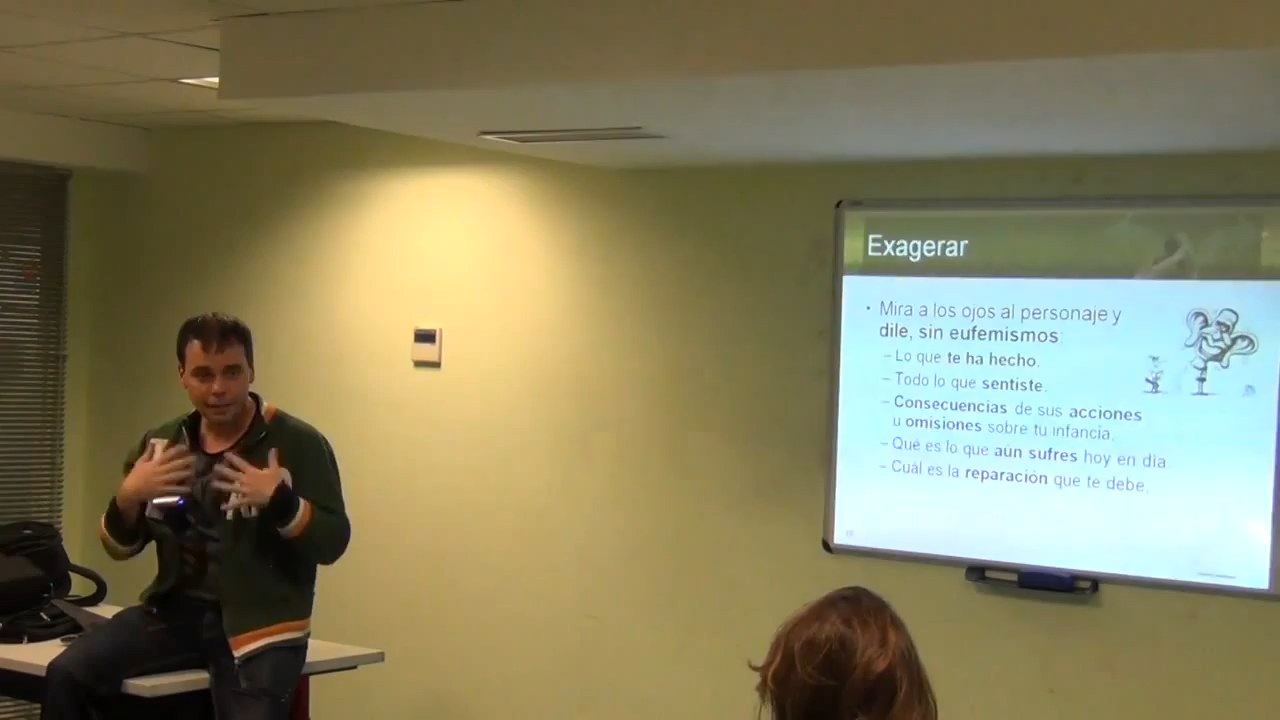 Exagerar
• Mira a los ojos al personaje y
dile, sin eufemismos:
– Lo que te ha hecho.
– Todo lo que sentiste.
– Consecuencias de sus acciones
u omisiones sobre tu infancia.
– Qué es lo que aún sufres hoy en día.
– Cuál es la reparación que te debe.